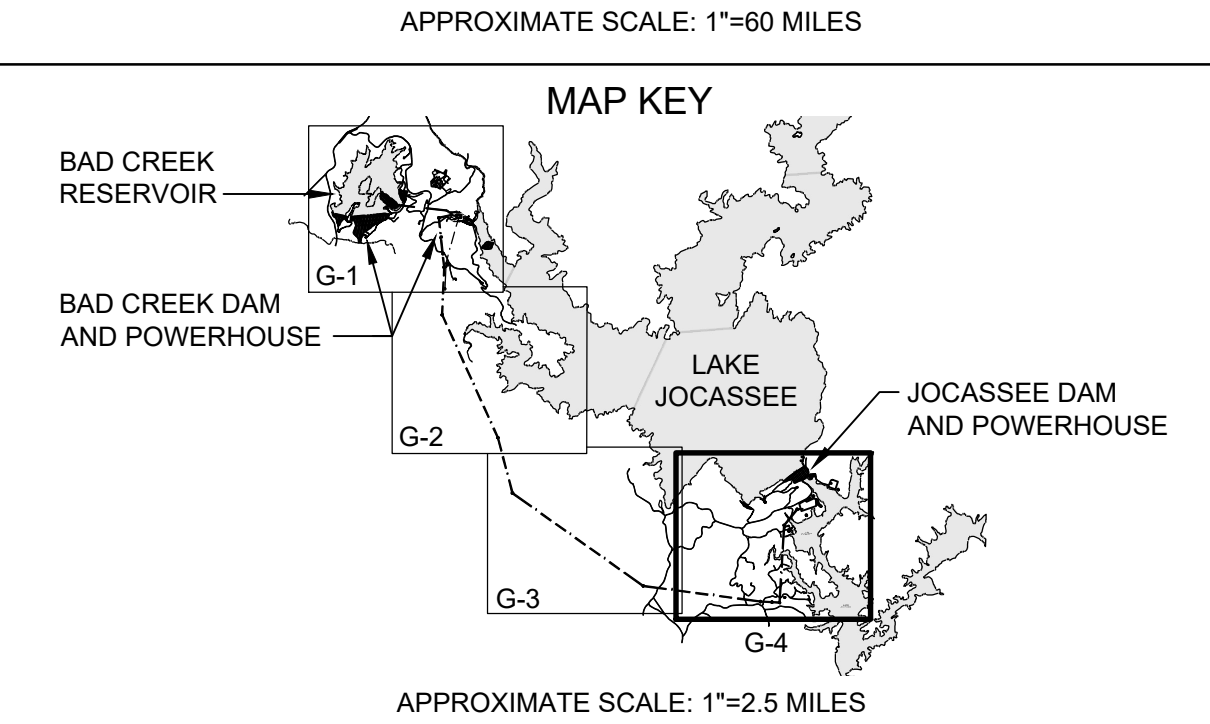 APPROXIMATE SCALE: 1"=60 MILES
MAP KEY
BAD CREEK
RESERVOIR
G-1
BAD CREEK DAM
AND POWERHOUSE
LAKE
JOCASSEE
JOCASSEE DAM
AND POWERHOUSE
G-2
G-3
G-4
APPROXIMATE SCALE: 1"=2.5 MILES